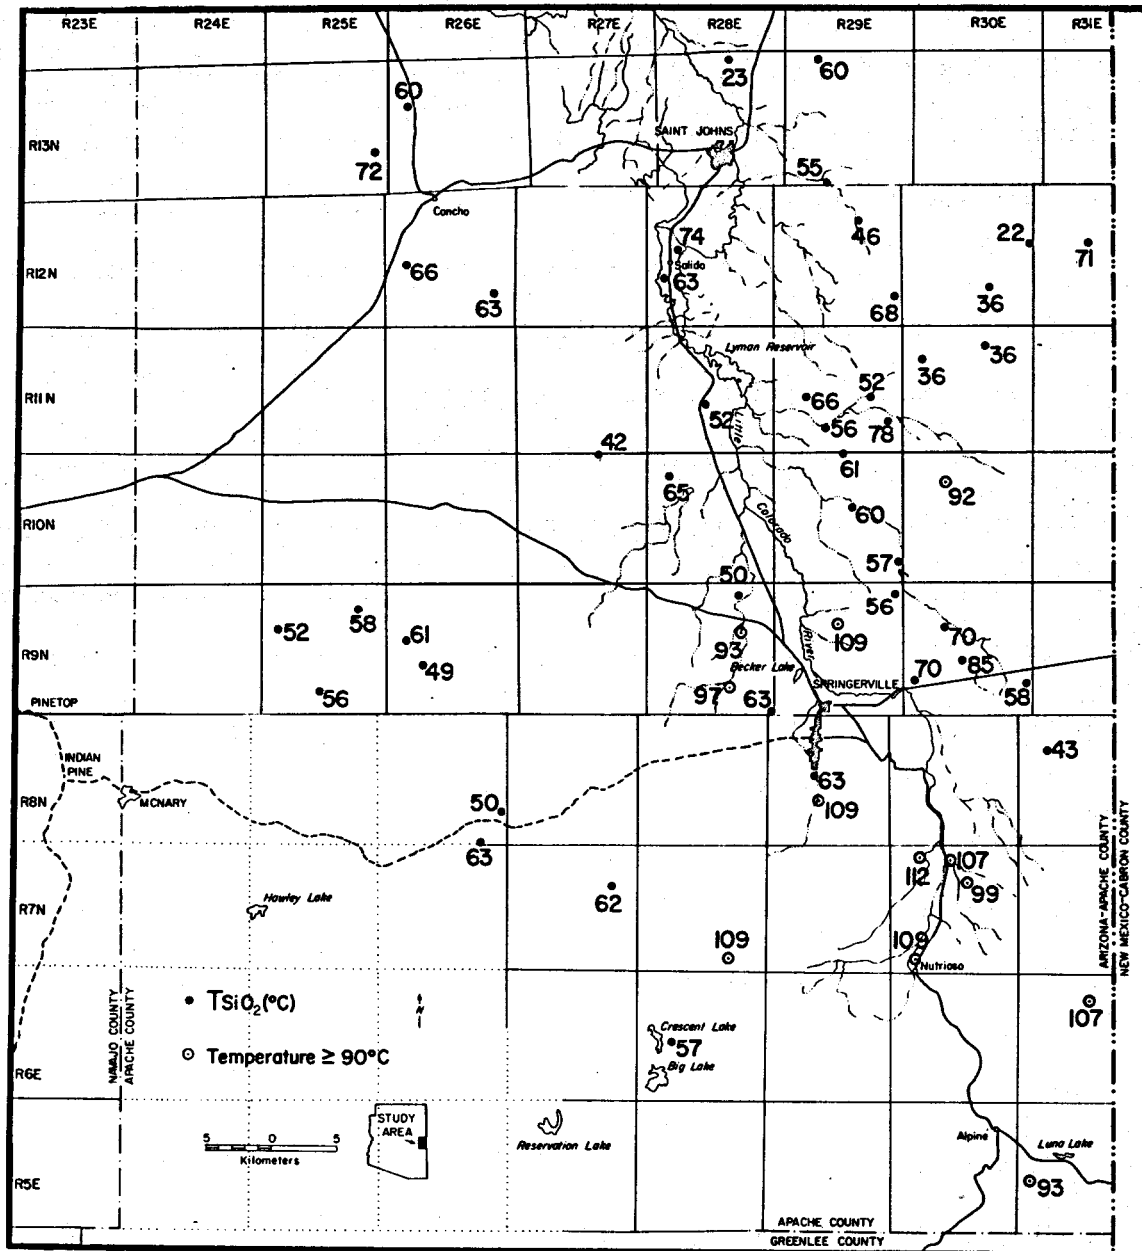 R23E R24E R25E R26E R27E R28E R29E R30E R31E
23 60
60
SAINT JOHNS
R13N
72
55
Concho
46
22
71
74
R12N
66
Salido
63
63
68
36
Lyman Reservoir
36
36
R11N
66
52
52
56
78
Little
42
61
65
92
R10N
60
Colorado
57
50
56
52
58
61
93
109
River
70
R9N
49
Becker Lake
85
56
97
63
SPRINGERVILLE
70
58
PINETOP
43
INDIAN
PINE
R8N
MCNARY
50
63
109
63
112
107
99
R7N
Hawley Lake
62
109
109
Nutrioso
ARIZONA-APACHE COUNTY
NEW MEXICO-CABRON COUNTY
NAVAJO COUNTY
APACHE COUNTY
TSiO₂(°C)
N
107
Crescent Lake
57
Temperature ≥ 90°C
Big Lake
R6E
STUDY
AREA
5 0 5
Kilometers
Reservation Lake
Alpine
Luna Lake
R5E
93
APACHE COUNTY
GREENLEE COUNTY